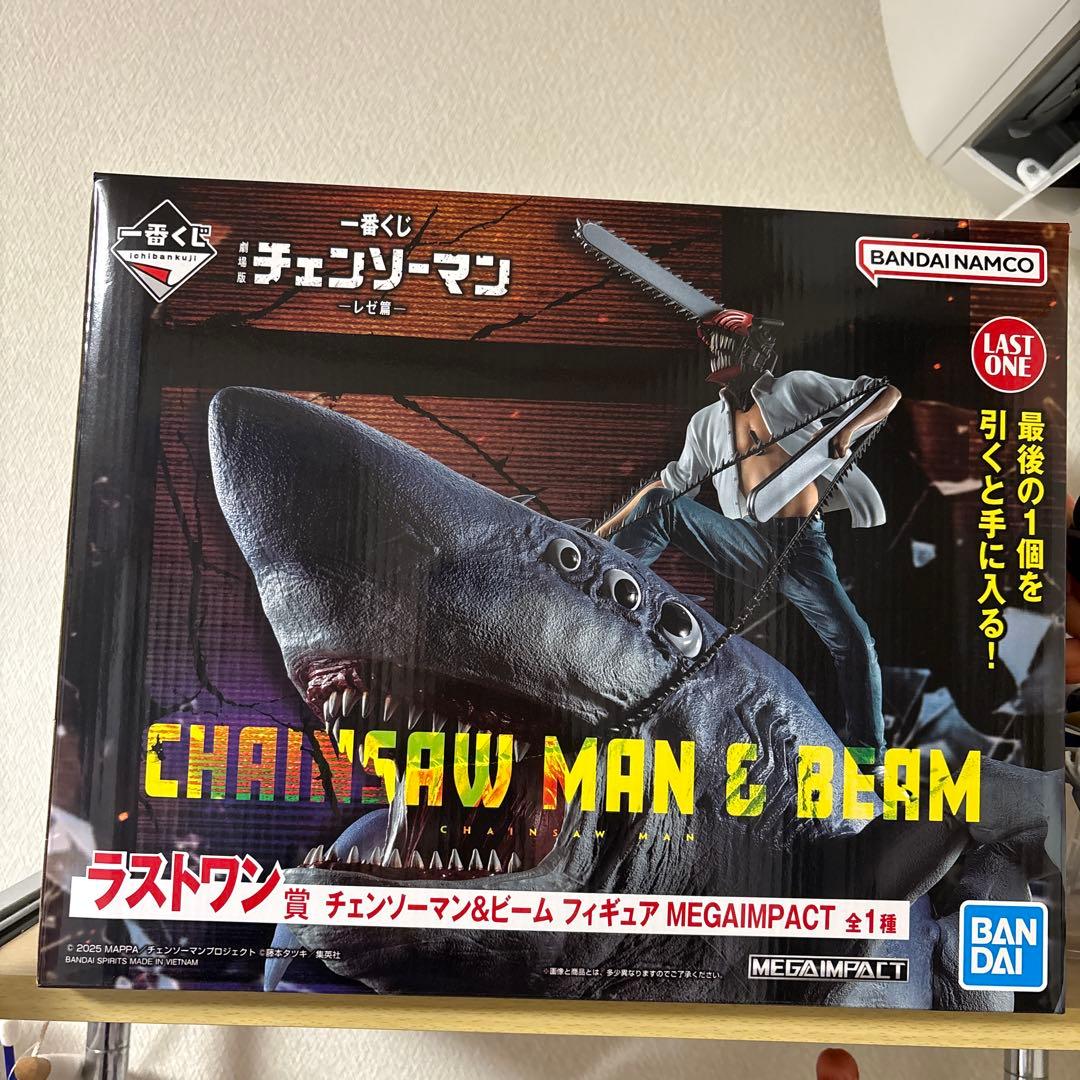 一番くじ
ichibankuji
一番くじ
劇場版
チェンソーマン
―レゼ篇―
BANDAI NAMCO
LAST
ONE
最後の1個を
引くと手に入る!
CHAINSAW MAN & BEAM
CHAINSAW MAN
ラストワン賞 チェンソーマン&ビーム フィギュア MEGAIMPACT 全1種
© 2025 MAPPA/チェンソーマンプロジェクト ©藤本タツキ/集英社
BANDAI SPIRITS MADE IN VIETNAM
※画像と商品とは、多少異なりますのでご了承ください。
MEGAIMPACT
BAN
DAI